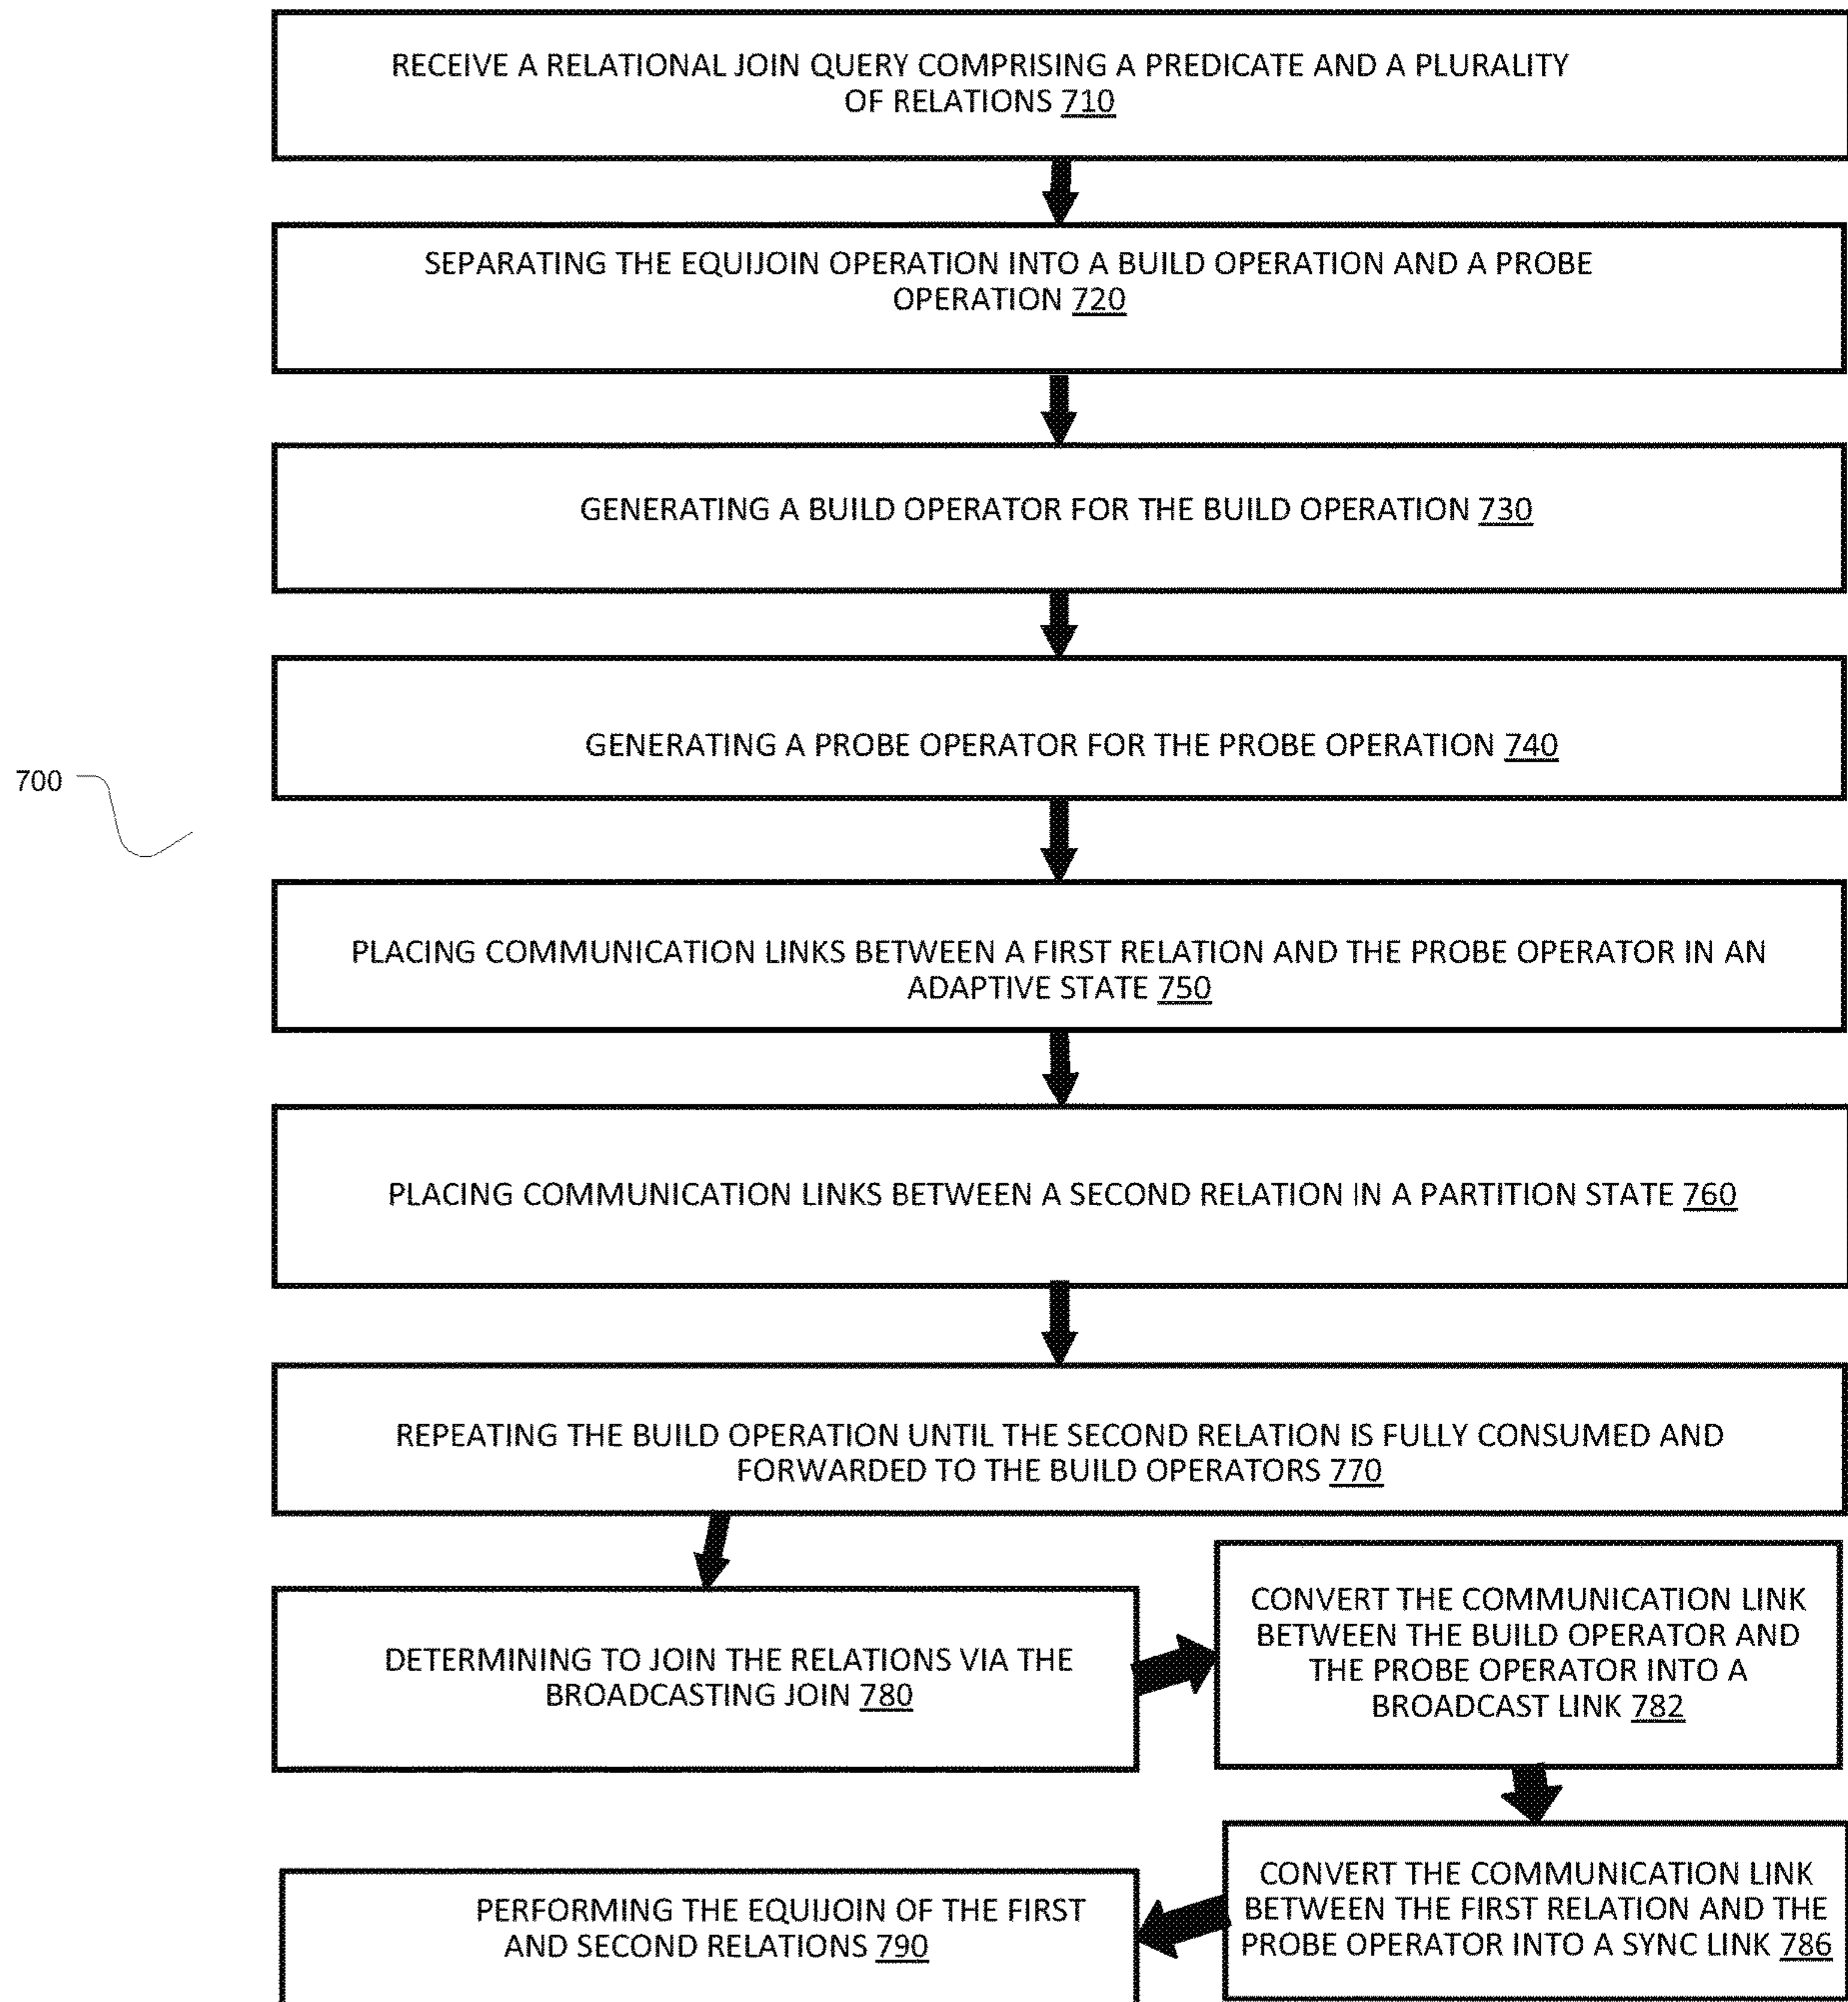 RECEIVE A RELATIONAL JOIN QUERY COMPRISING A PREDICATE AND A PLURALITY
OF RELATIONS 710
SEPARATING THE EQUIJOIN OPERATION INTO A BUILD OPERATION AND A PROBE
OPERATION 720
GENERATING A BUILD OPERATOR FOR THE BUILD OPERATION 730
GENERATING A PROBE OPERATOR FOR THE PROBE OPERATION 740
700
PLACING COMMUNICATION LINKS BETWEEN A FIRST RELATION AND THE PROBE OPERATOR IN AN
ADAPTIVE STATE 750
PLACING COMMUNICATION LINKS BETWEEN A SECOND RELATION IN A PARTITION STATE 760
REPEATING THE BUILD OPERATION UNTIL THE SECOND RELATION IS FULLY CONSUMED AND
FORWARDED TO THE BUILD OPERATORS 770
DETERMINING TO JOIN THE RELATIONS VIA THE
BROADCASTING JOIN 780
CONVERT THE COMMUNICATION LINK
BETWEEN THE BUILD OPERATOR AND
THE PROBE OPERATOR INTO A
BROADCAST LINK 782
CONVERT THE COMMUNICATION LINK
BETWEEN THE FIRST RELATION AND THE
PROBE OPERATOR INTO A SYNC LINK 786
PERFORMING THE EQUIJOIN OF THE FIRST
AND SECOND RELATIONS 790